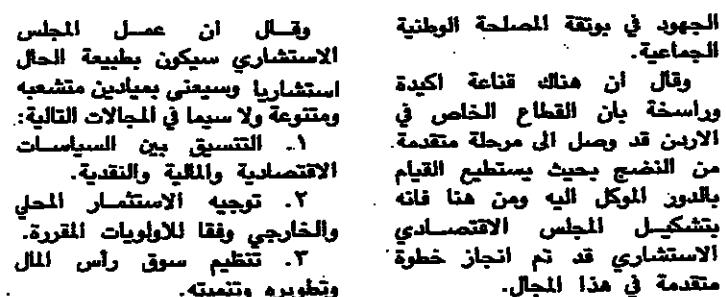 الجهود في بوتقة المصلحة الوطنية
الجماعية.
وقال ان هناك قناعة اكيدة
وراسخة بان القطاع الخاص في
الاردن قد وصل الى مرحلة متقدمة
من النضج بحيث يستطيع القيام
بالدور الموكل اليه ومن هنا فانه
بتشكيل المجلس الاقتصادي
الاستشاري قد تم انجاز خطوة
متقدمة في هذا المجال.
وقال ان عمل المجلس
الاستشاري سيكون بطبيعة الحال
استشاريا وسيعنى بميادين متشعبه
ومتنوعة ولا سيما في المجالات التالية:
١. التنسيق بين السياسات
الاقتصادية والمالية والنقدية.
٢. توجيه الاستثمار المحلي
والخارجي وفقا للاولويات المقررة.
٣. تنظيم سوق رأس المال
وتطويره وتنميته.